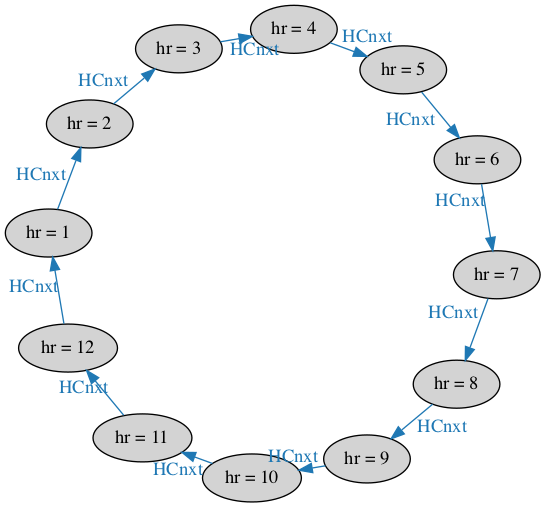 hr = 4
HCnxt
hr = 3
HCnxt
hr = 5
HCnxt
HCnxt
hr = 2
hr = 6
HCnxt
HCnxt
hr = 1
hr = 7
HCnxt
HCnxt
hr = 12
hr = 8
HCnxt
HCnxt
hr = 11
HCnxt
hr = 9
HCnxt
hr = 10